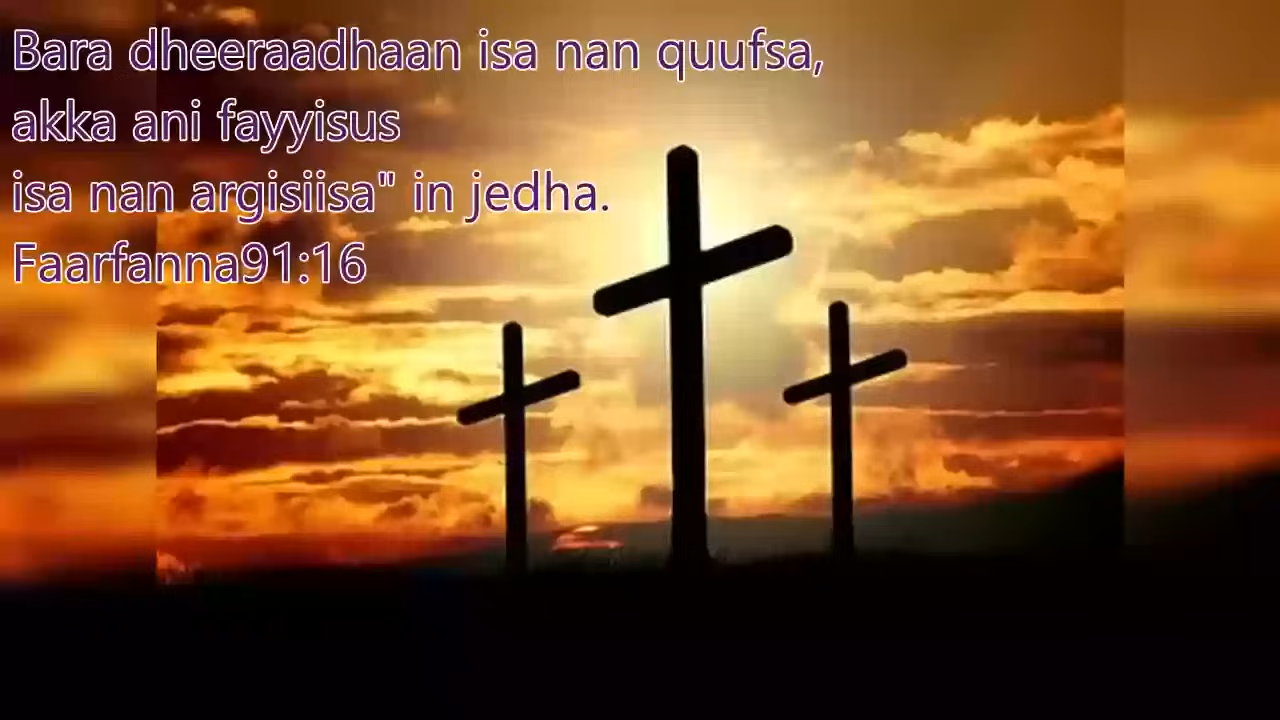 Bara dheeraadhaan isa nan quufsa,
akka ani fayyisus
isa nan argisiisa" in jedha.
Faarfanna91:16